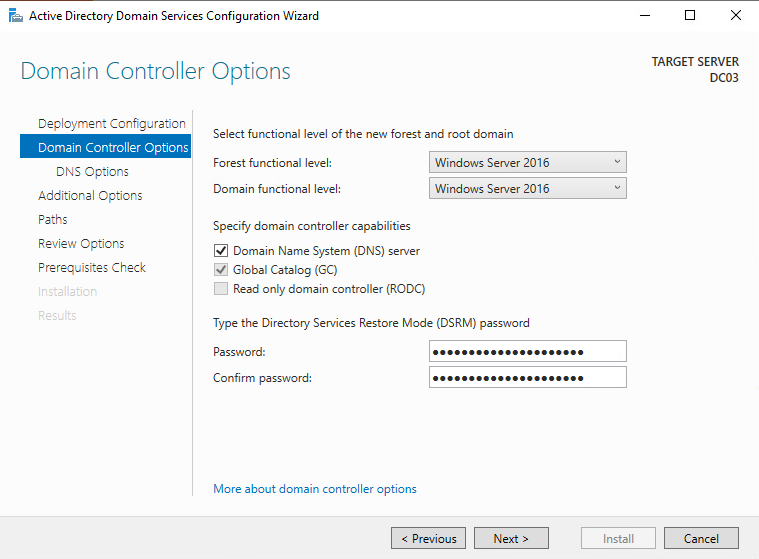 Active Directory Domain Services Configuration Wizard
Domain Controller Options
TARGET SERVER
DC03
Deployment Configuration
Domain Controller Options
DNS Options
Additional Options
Paths
Review Options
Prerequisites Check
Installation
Results
Select functional level of the new forest and root domain
Forest functional level: Windows Server 2016
Domain functional level: Windows Server 2016
Specify domain controller capabilities
Domain Name System (DNS) server
Global Catalog (GC)
Read only domain controller (RODC)
Type the Directory Services Restore Mode (DSRM) password
Password: ●●●●●●●●●●●●●●●●●●●●●
Confirm password: ●●●●●●●●●●●●●●●●●●●●●
More about domain controller options
< Previous Next > Install Cancel